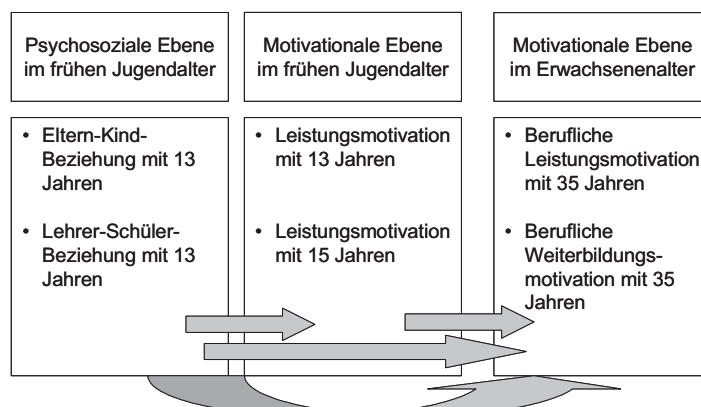 Psychosoziale Ebene
im frühen Jugendalter
Motivationale Ebene
im frühen Jugendalter
Motivationale Ebene
im Erwachsenenalter
• Eltern-Kind-
Beziehung mit 13
Jahren
• Lehrer-Schüler-
Beziehung mit 13
Jahren
• Leistungsmotivation
mit 13 Jahren
• Leistungsmotivation
mit 15 Jahren
• Berufliche
Leistungsmotivation
mit 35 Jahren
• Berufliche
Weiterbildungs-
motivation mit 35
Jahren